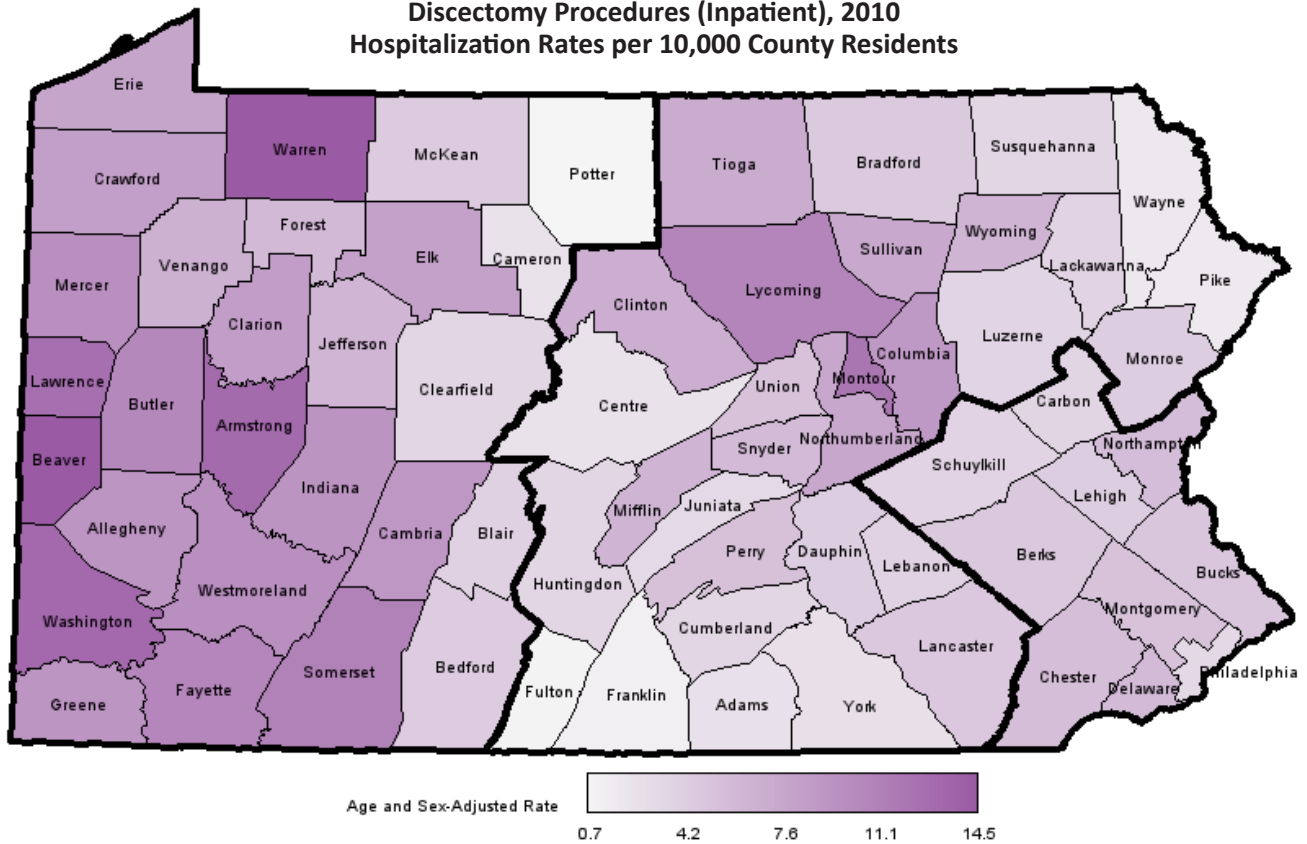 Discectomy Procedures (Inpatient), 2010
Hospitalization Rates per 10,000 County Residents
Erie
Warren
McKean
Potter
Tioga
Bradford
Susquehanna
Wayne
Crawford
Forest
Venango
Elk
Cameron
Sullivan
Wyoming
Lackawanna
Pike
Mercer
Clarion
Clinton
Lycoming
Jefferson
Luzerne
Monroe
Lawrence
Butler
Clearfield
Centre
Union
Montour
Columbia
Carbon
Armstrong
Beaver
Snyder
Northumberland
Northampton
Schuylkill
Indiana
Lehigh
Allegheny
Cambria
Blair
Mifflin
Juniata
Perry
Dauphin
Lebanon
Berks
Bucks
Westmoreland
Huntingdon
Montgomery
Washington
Cumberland
Lancaster
Somerset
Bedford
Fayette
Greene
Fulton
Franklin
Adams
York
Chester
Delaware
Philadelphia
Age and Sex-Adjusted Rate
0.7 4.2 7.6 11.1 14.5